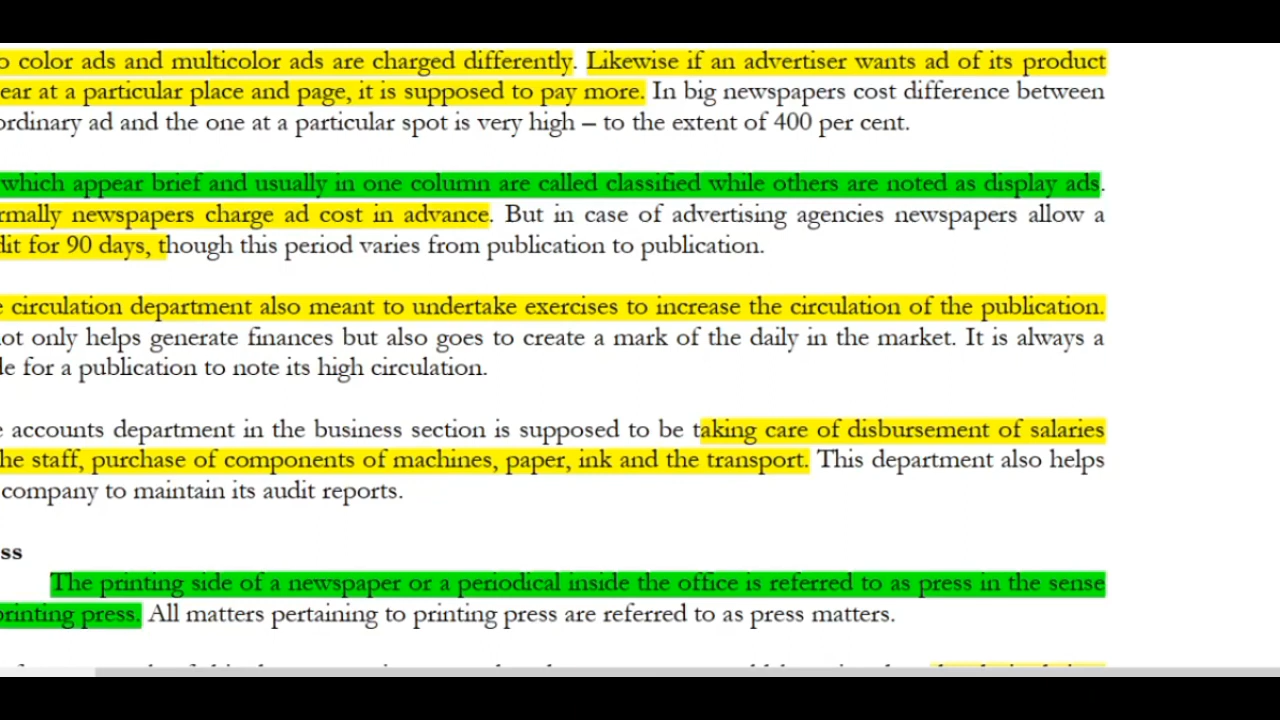 o color ads and multicolor ads are charged differently. Likewise if an advertiser wants ad of its product
ear at a particular place and page, it is supposed to pay more. In big newspapers cost difference between
ordinary ad and the one at a particular spot is very high – to the extent of 400 per cent.
which appear brief and usually in one column are called classified while others are noted as display ads.
rmally newspapers charge ad cost in advance. But in case of advertising agencies newspapers allow a
dit for 90 days, though this period varies from publication to publication.
e circulation department also meant to undertake exercises to increase the circulation of the publication.
ot only helps generate finances but also goes to create a mark of the daily in the market. It is always a
de for a publication to note its high circulation.
e accounts department in the business section is supposed to be taking care of disbursement of salaries
he staff, purchase of components of machines, paper, ink and the transport. This department also helps
company to maintain its audit reports.
ss
The printing side of a newspaper or a periodical inside the office is referred to as press in the sense
printing press. All matters pertaining to printing press are referred to as press matters.